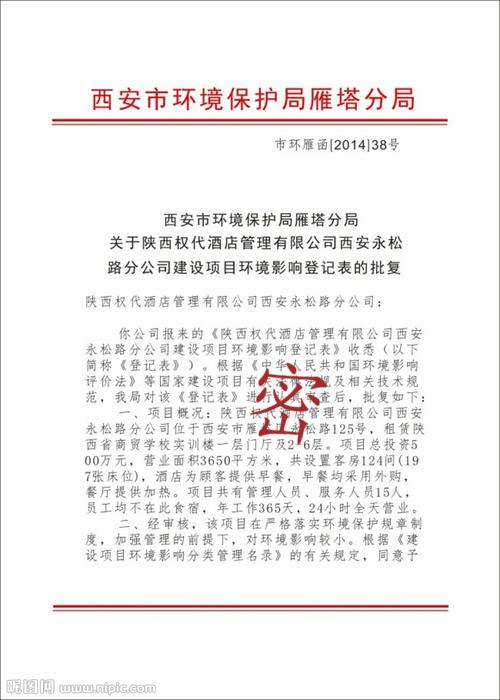 西安市环境保护局雁塔分局
市环雁函[2014]38号
西安市环境保护局雁塔分局
关于陕西权代酒店管理有限公司西安永松
路分公司建设项目环境影响登记表的批复
陕西权代酒店管理有限公司西安永松路分公司：
你公司报来的《陕西权代酒店管理有限公司西安
永松路分公司建设项目环境影响登记表》收悉（以下
简称《登记表》）。根据《中华人民共和国环境影响
评价法》等国家建设项目有关法律法规及相关技术规
范，我局对该《登记表》进行认真审查后，批复如下：
一、项目概况：陕西权代酒店管理有限公司西安
永松路分公司位于西安市雁塔区永松路125号，租赁陕
西省商贸学校实训楼一层门厅及2-6层。项目总投资5
00万元，营业面积3650平方米，共设置客房124间(19
7张床位)，酒店为顾客提供早餐，早餐均采用外购，
餐厅提供加热。项目共有管理人员、服务人员15人，
员工均不在此食宿，年工作365天，24小时全天营业。
二、经审核，该项目在严格落实环境保护规章制
度，加强管理的前提下，对环境影响较小。根据《建
设项目环境影响分类管理名录》的有关规定，同意予
密
昵图网 www.nipic.com